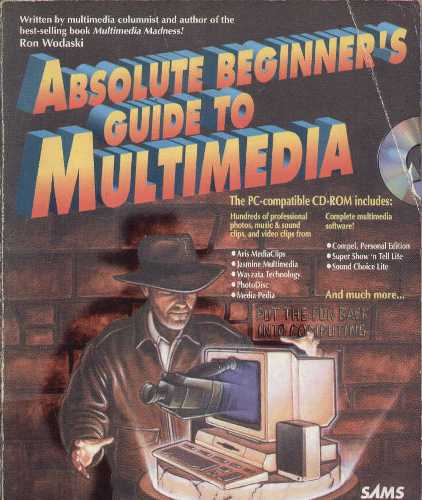 Written by multimedia columnist and author of the
best-selling book Multimedia Madness!
Ron Wodaski
ABSOLUTE BEGINNER'S
GUIDE TO
MULTIMEDIA
The PC-compatible CD-ROM includes:
Hundreds of professional
photos, music & sound
clips, and video clips from
• Aris MediaClips
• Jasmine Multimedia
• Wayzata Technology
• PhotoDisc
• Media-Pedia
Complete multimedia
software!
• Compel, Personal Edition
• Super Show 'n Tell Lite
• Sound Choice Lite
And much more...
PUT THE FUN BACK
INTO COMPUTING
SAMS